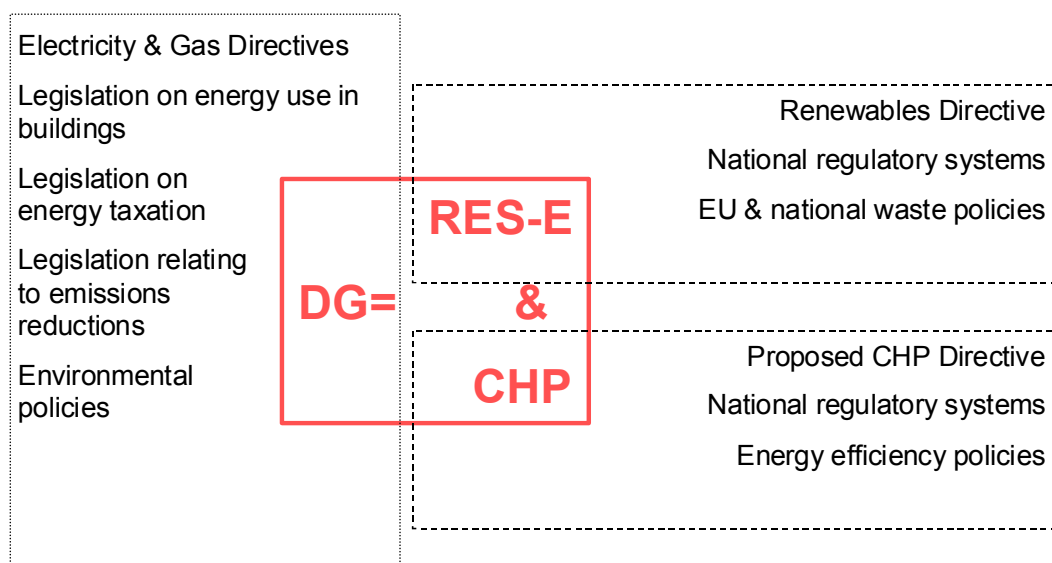 Electricity & Gas Directives
Legislation on energy use in
buildings
Legislation on
energy taxation
Legislation relating
to emissions
reductions
Environmental
policies
DG=
RES-E
&
CHP
Renewables Directive
National regulatory systems
EU & national waste policies
Proposed CHP Directive
National regulatory systems
Energy efficiency policies